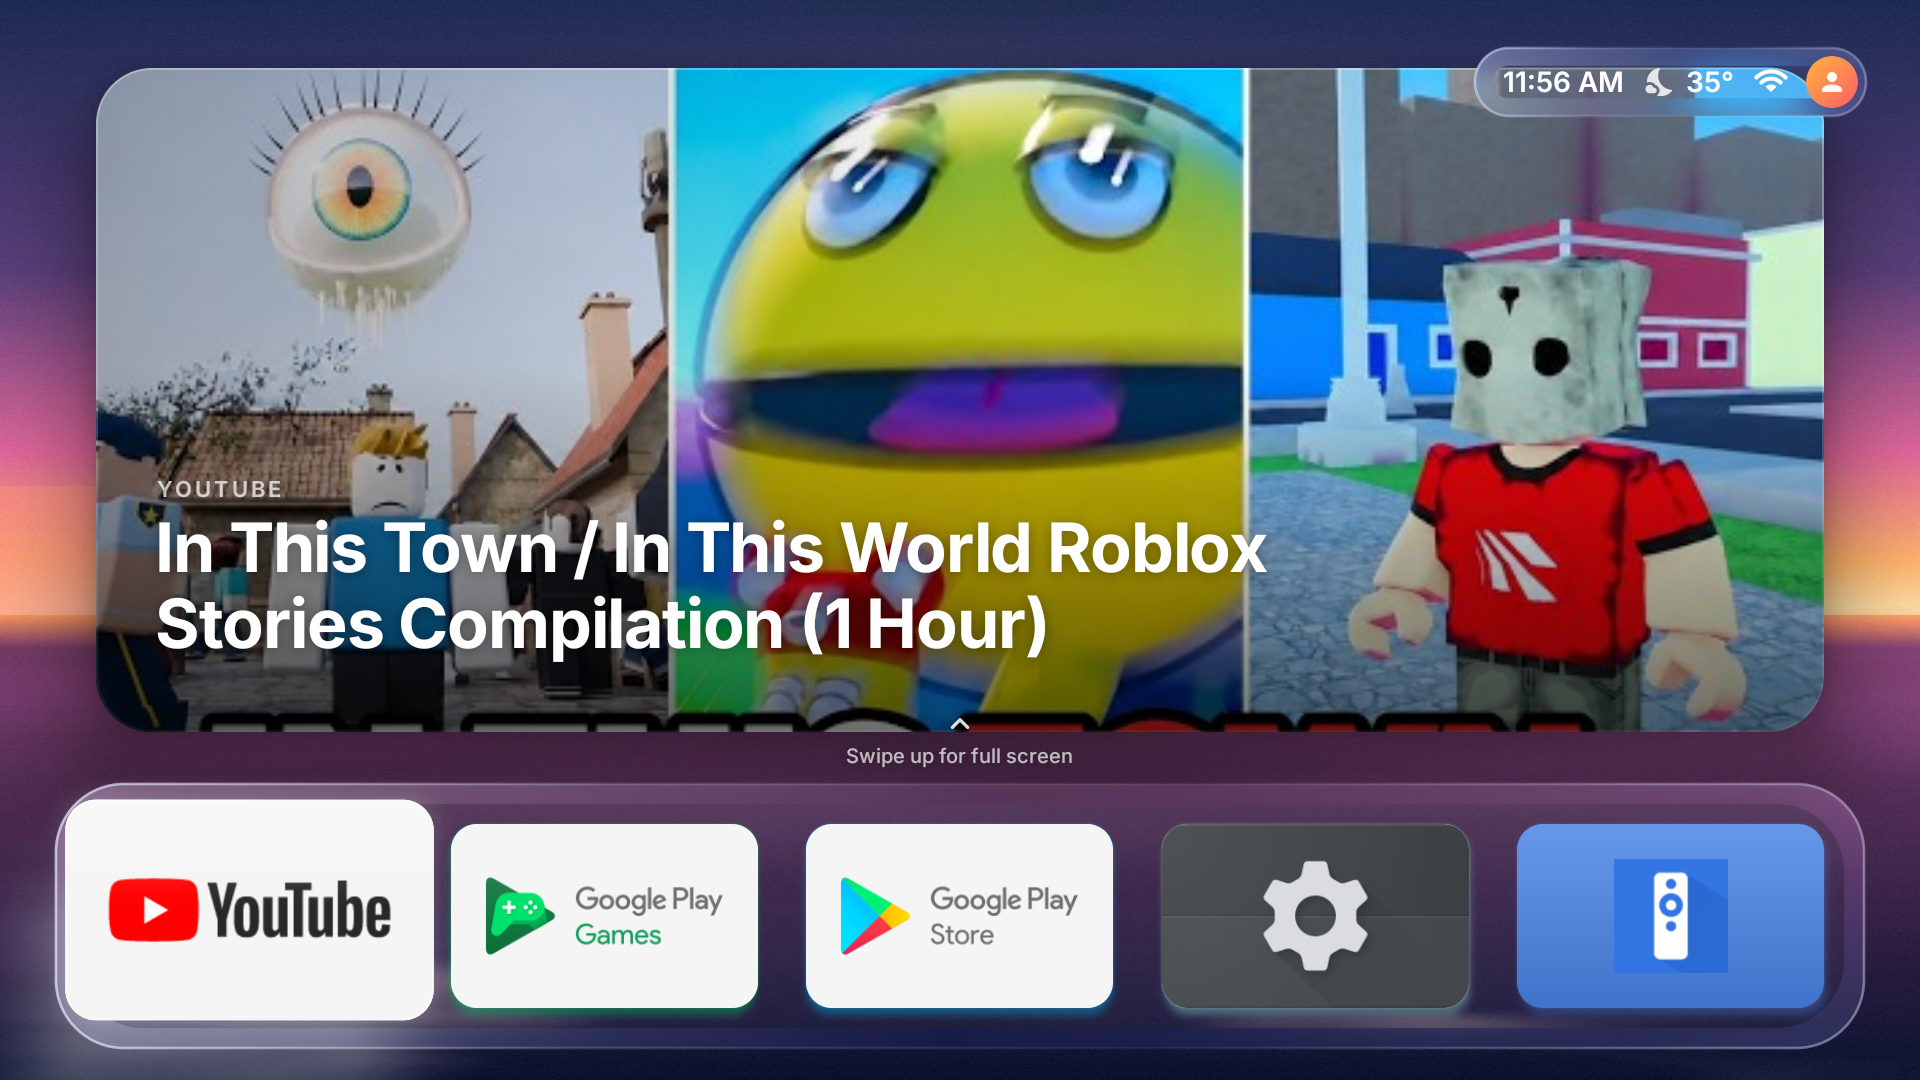 11:56 AM 35°
YOUTUBE
In This Town / In This World Roblox
Stories Compilation (1 Hour)
Swipe up for full screen
YouTube
Google Play
Games
Google Play
Store